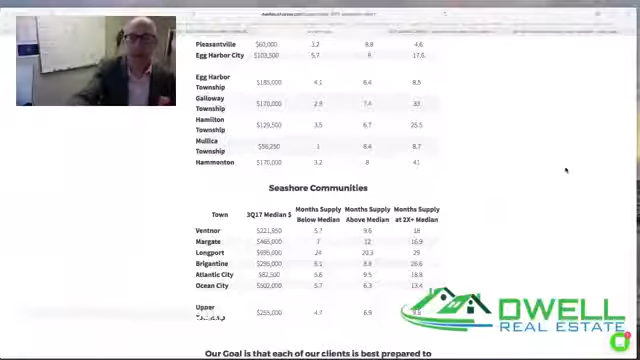 Pleasantville $60,000 1.2 8.8 4.6
Egg Harbor City $103,500 5.7 8 17.6
Egg Harbor Township $185,000 4.1 6.4 8.5
Galloway Township $170,000 2.9 7.4 33
Hamilton Township $129,500 3.5 6.7 25.5
Mullica Township 1 8.4 8.7
Hammonton $170,000 3.2 8 41
Seashore Communities
Town 3Q17 Median $ Months Supply Below Median Months Supply Above Median Months Supply at 2X+ Median
Ventnor $221,950 5.7 9.6 18
Margate $465,000 7 12 16.9
Longport $995,000 24 20.3 29
Brigantine $295,000 6.1 8.8 26.6
Atlantic City $82,500 5.6 9.5 18.8
Ocean City $502,000 5.7 6.3 13.4
Upper $255,000 4.7 6.9
Our Goal is that each of our clients is best prepared to
DWELL
REAL ESTATE